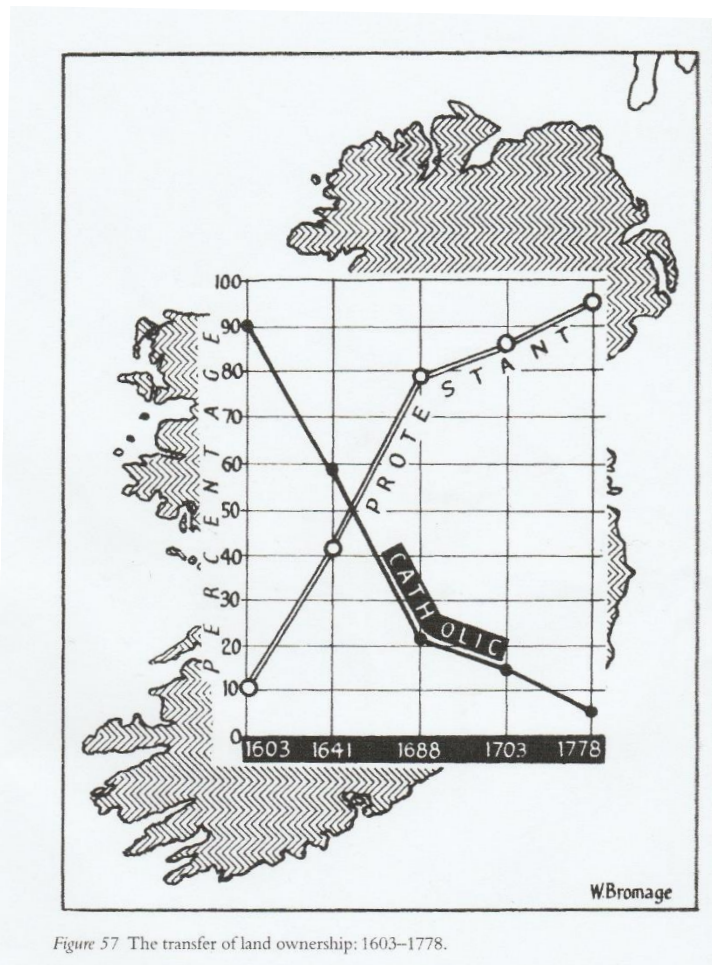 100
90
80
70
60
50
40
30
20
10
0
PERCENTAGE
PROTESTANT
CATHOLIC
1603 1641 1688 1703 1778
W.Bromage
Figure 57 The transfer of land ownership: 1603–1778.